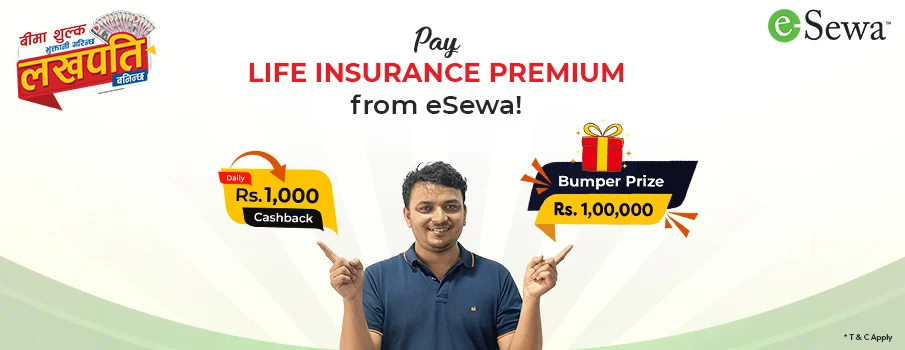 बीमा शुल्क
भुक्तानी गरिन्छ
लखपति
बनिन्छ
eSewa™
Pay
LIFE INSURANCE PREMIUM
from eSewa!
Daily
Rs. 1,000
Cashback
Bumper Prize
Rs. 1,00,000
* T & C Apply